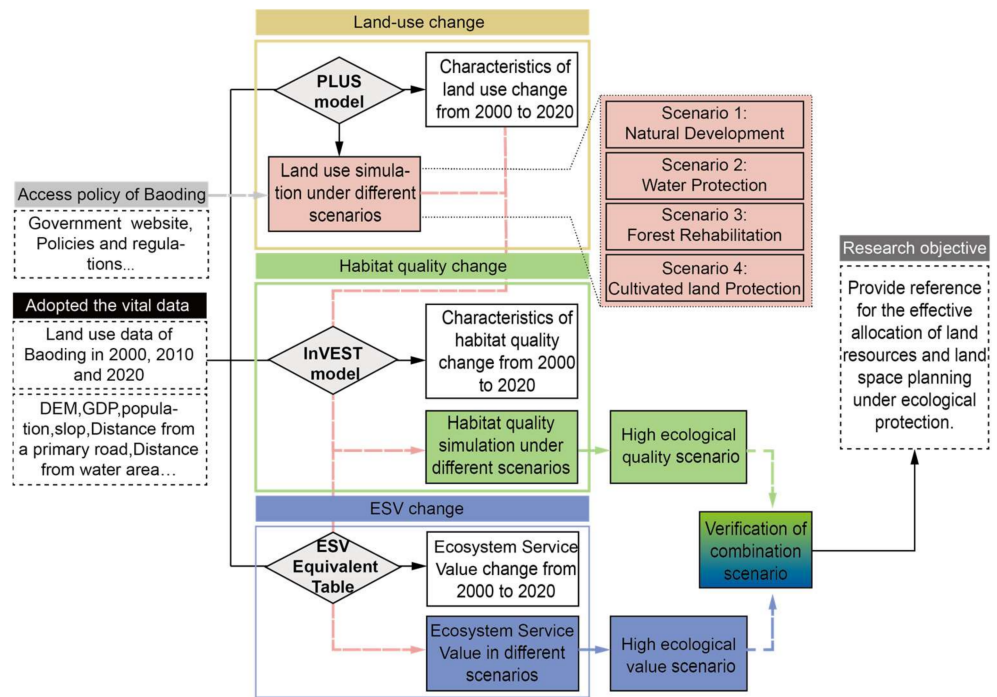 Land-use change
PLUS
model
Characteristics of
land use change
from 2000 to 2020
Land use simula-
tion under different
scenarios
Scenario 1:
Natural Development
Scenario 2:
Water Protection
Scenario 3:
Forest Rehabilitation
Scenario 4:
Cultivated land Protection
Access policy of Baoding
Government website,
Policies and regula-
tions...
Adopted the vital data
Land use data of
Baoding in 2000, 2010
and 2020
DEM,GDP,popula-
tion,slop,Distance from
a primary road,Distance
from water area...
Habitat quality change
InVEST
model
Characteristics of
habitat quality
change from 2000
to 2020
Habitat quality
simulation under
different scenarios
High ecological
quality scenario
ESV change
ESV
Equivalent
Table
Ecosystem Service
Value change from
2000 to 2020
Ecosystem Service
Value in different
scenarios
High ecological
value scenario
Verification of
combination
scenario
Research objective
Provide reference
for the effective
allocation of land
resources and land
space planning
under ecological
protection.